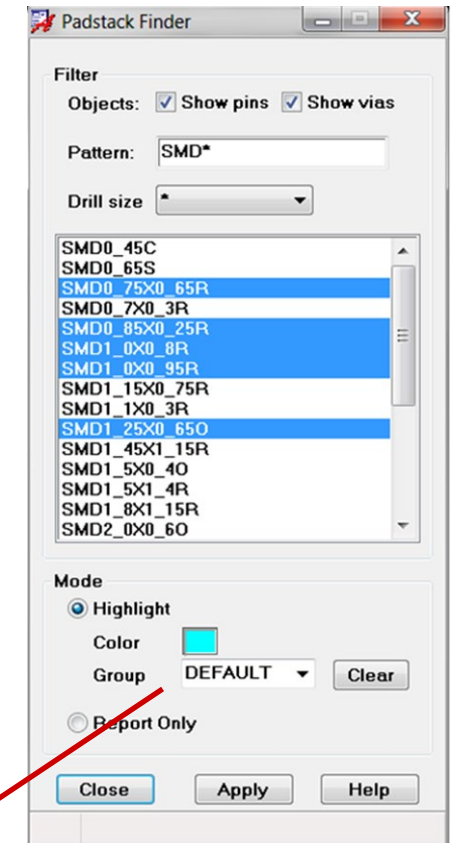 Padstack Finder
Filter
Objects: Show pins Show vias
Pattern: SMD*
Drill size *
SMD0_45C
SMD0_65S
SMD0_75X0_65R
SMD0_7X0_3R
SMD0_85X0_25R
SMD1_0X0_8R
SMD1_0X0_95R
SMD1_15X0_75R
SMD1_1X0_3R
SMD1_25X0_65O
SMD1_45X1_15R
SMD1_5X0_4O
SMD1_5X1_4R
SMD1_8X1_15R
SMD2_0X0_6O
Mode
Highlight
Color
Group DEFAULT Clear
Report Only
Close Apply Help